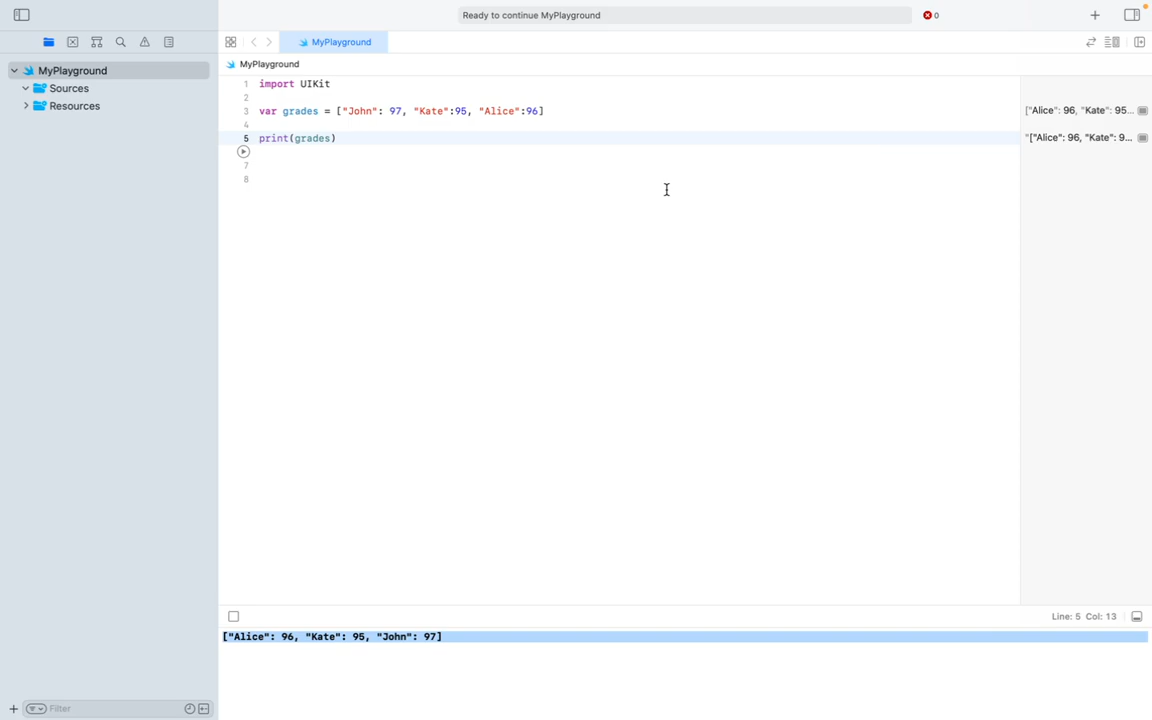 Ready to continue MyPlayground
0
MyPlayground
MyPlayground
MyPlayground
Sources
Resources
1 import UIKit
2
3 var grades = ["John": 97, "Kate":95, "Alice":96]
["Alice": 96, "Kate": 95...
4
5 print(grades)
"["Alice": 96, "Kate": 9...
7
8
Line: 5 Col: 13
["Alice": 96, "Kate": 95, "John": 97]
Filter